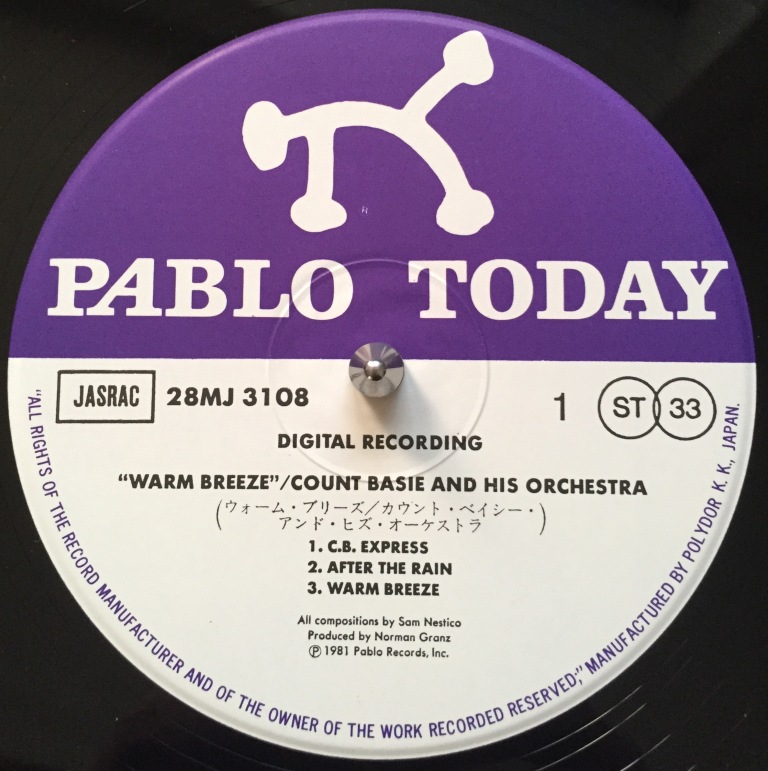 PABLO TODAY
JASRAC 28MJ 3108 1 ST 33
DIGITAL RECORDING
“WARM BREEZE”/COUNT BASIE AND HIS ORCHESTRA
(ウォーム・ブリーズ/カウント・ベイシー・
アンド・ヒズ・オーケストラ)
1. C.B. EXPRESS
2. AFTER THE RAIN
3. WARM BREEZE
All compositions by Sam Nestico
Produced by Norman Granz
Ⓟ 1981 Pablo Records, Inc.
“ALL RIGHTS OF THE RECORD MANUFACTURER AND OF THE OWNER OF THE WORK RECORDED RESERVED;” MANUFACTURED BY POLYDOR K. K., JAPAN.